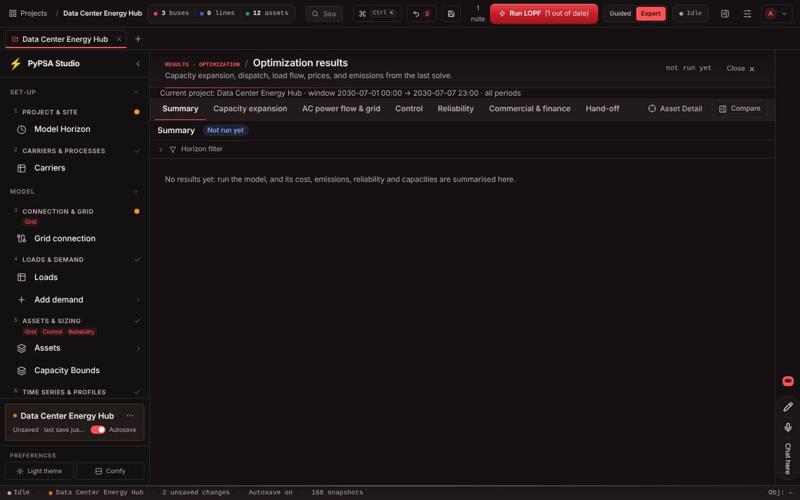 Projects / Data Center Energy Hub 3 buses 0 lines 12 assets Sea Ctrl K 2 1 note Run LOPF (1 out of date) Guided Expert Idle A
Data Center Energy Hub × +
PyPSA Studio
SET-UP
1 PROJECT & SITE
Model Horizon
2 CARRIERS & PROCESSES
Carriers
MODEL
3 CONNECTION & GRID
Grid
Grid connection
4 LOADS & DEMAND
Loads
Add demand
5 ASSETS & SIZING
Grid Control Reliability
Assets
Capacity Bounds
6 TIME SERIES & PROFILES
Data Center Energy Hub ...
Unsaved · last save jus... Autosave
PREFERENCES
Light theme Comfy
RESULTS · OPTIMIZATION / Optimization results
Capacity expansion, dispatch, load flow, prices, and emissions from the last solve.
not run yet Close ×
Current project: Data Center Energy Hub · window 2030-07-01 00:00 → 2030-07-07 23:00 · all periods
Summary Capacity expansion AC power flow & grid Control Reliability Commercial & finance Hand-off Asset Detail Compare
Summary Not run yet
Horizon filter
No results yet: run the model, and its cost, emissions, reliability and capacities are summarised here.
Chat here
Idle Data Center Energy Hub 2 unsaved changes Autosave on 168 snapshots Obj: —